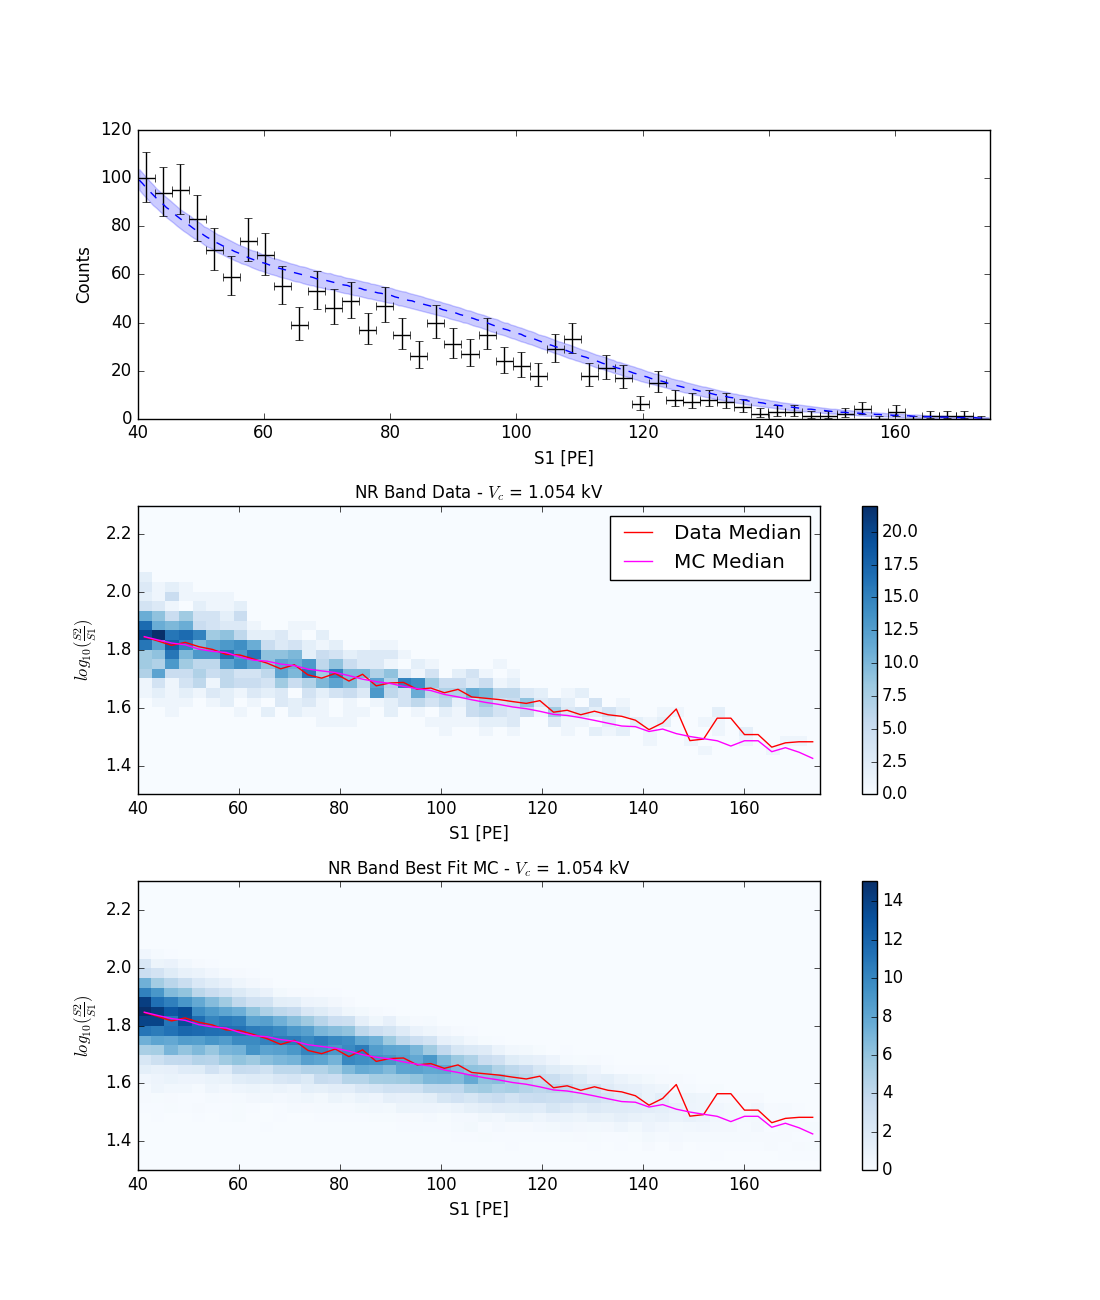 120
100
80
60
40
20
0
Counts
40 60 80 100 120 140 160
S1 [PE]
NR Band Data - V_c = 1.054 kV
2.2
2.0
1.8
1.6
1.4
log_10(S2/S1)
Data Median
MC Median
20.0
17.5
15.0
12.5
10.0
7.5
5.0
2.5
0.0
40 60 80 100 120 140 160
S1 [PE]
NR Band Best Fit MC - V_c = 1.054 kV
2.2
2.0
1.8
1.6
1.4
log_10(S2/S1)
14
12
10
8
6
4
2
0
40 60 80 100 120 140 160
S1 [PE]